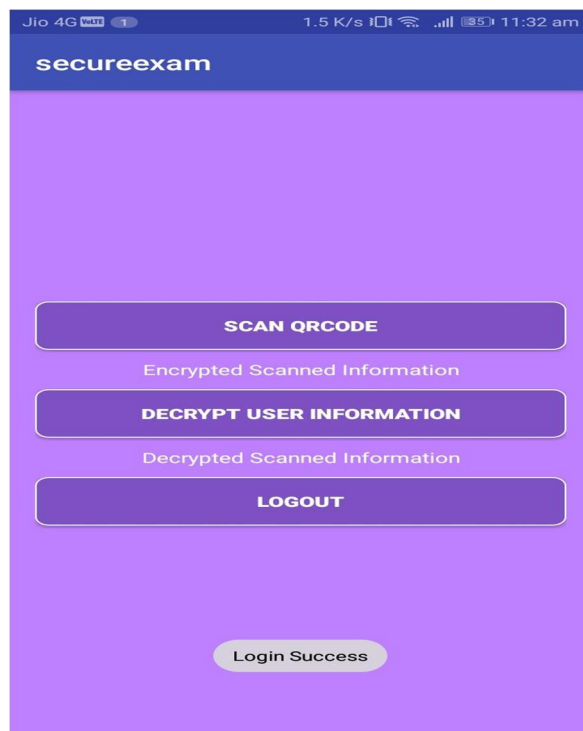 Jio 4G VoLTE 1 1.5 K/s 35 11:32 am
secureexam
SCAN QRCODE
Encrypted Scanned Information
DECRYPT USER INFORMATION
Decrypted Scanned Information
LOGOUT
Login Success